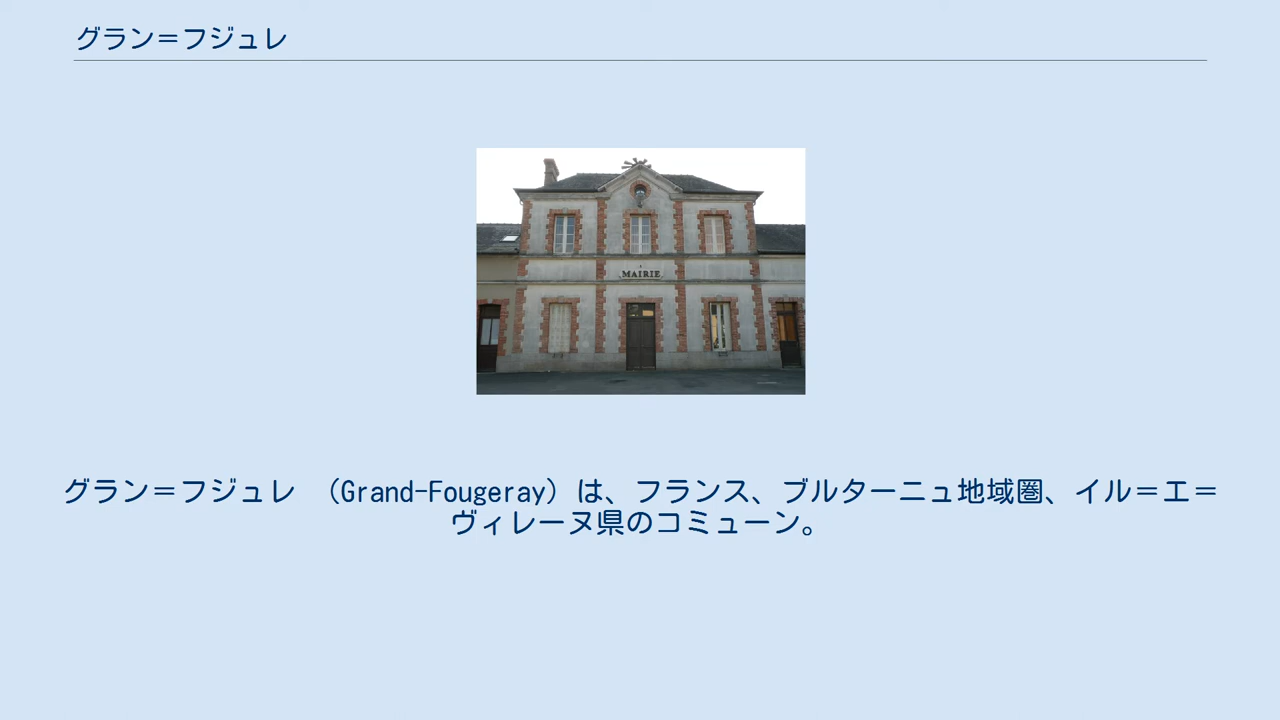 グラン＝フジュレ
MAIRIE
グラン＝フジュレ　（Grand-Fougeray）は、フランス、ブルターニュ地域圏、イル＝エ＝
ヴィレーヌ県のコミューン。